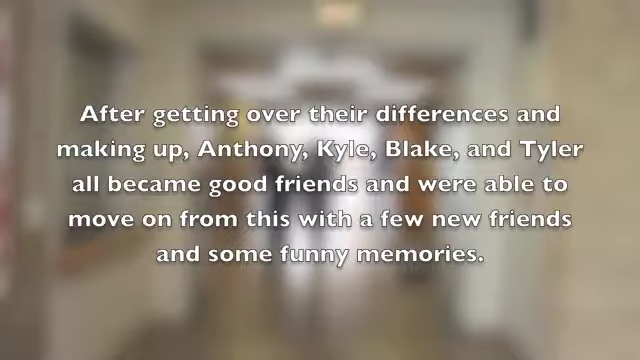 After getting over their differences and
making up, Anthony, Kyle, Blake, and Tyler
all became good friends and were able to
move on from this with a few new friends
and some funny memories.